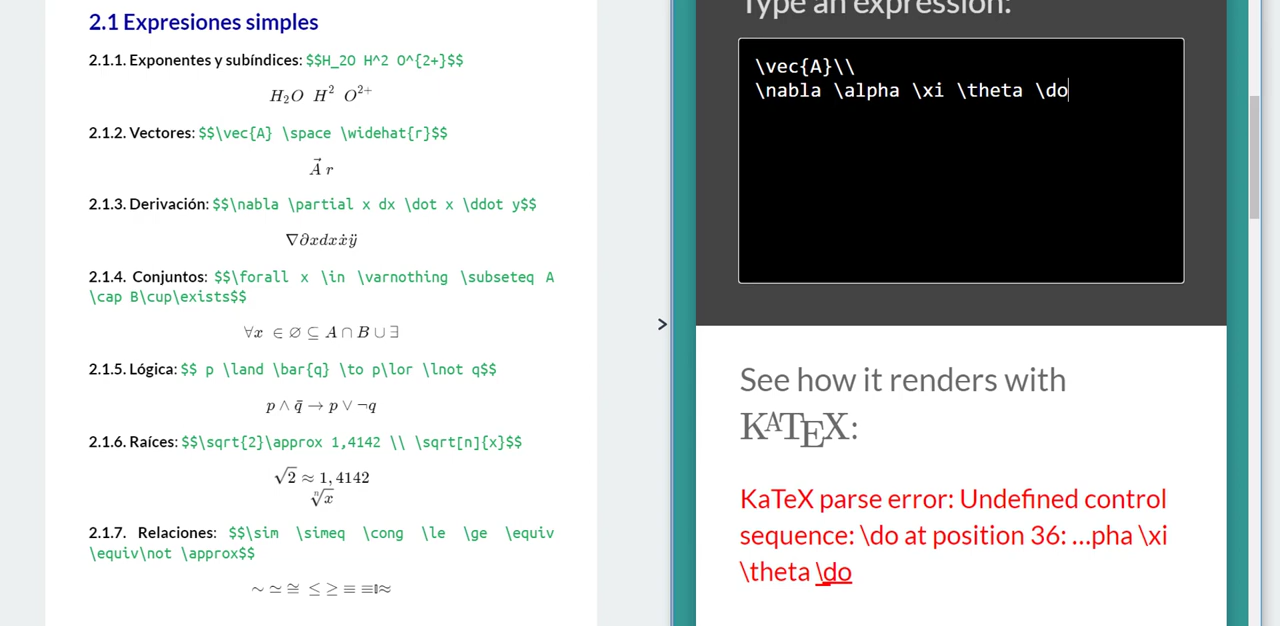 2.1 Expresiones simples
2.1.1. Exponentes y subíndices: $$H_2O H^2 O^{2+}$$
H₂O H² O²⁺
2.1.2. Vectores: $$\vec{A} \space \widehat{r}$$
A⃗ r
2.1.3. Derivación: $$\nabla \partial x dx \dot x \ddot y$$
∇∂xdxẋÿ
2.1.4. Conjuntos: $$\forall x \in \varnothing \subseteq A
\cap B\cup\exists$$
∀x ∈ ∅ ⊆ A ∩ B ∪ ∃
2.1.5. Lógica: $$ p \land \bar{q} \to p\lor \lnot q$$
p ∧ q̄ → p ∨ ¬q
2.1.6. Raíces: $$\sqrt{2}\approx 1,4142 \\ \sqrt[n]{x}$$
√2 ≈ 1, 4142
ⁿ√x
2.1.7. Relaciones: $$\sim \simeq \cong \le \ge \equiv
\equiv\not \approx$$
∼ ≃ ≅ ≤ ≥ ≡ ≡≉
Type an expression:
\vec{A}\\
\nabla \alpha \xi \theta \do
See how it renders with
KATEX:
KaTeX parse error: Undefined control
sequence: \do at position 36: …pha \xi
\theta \do